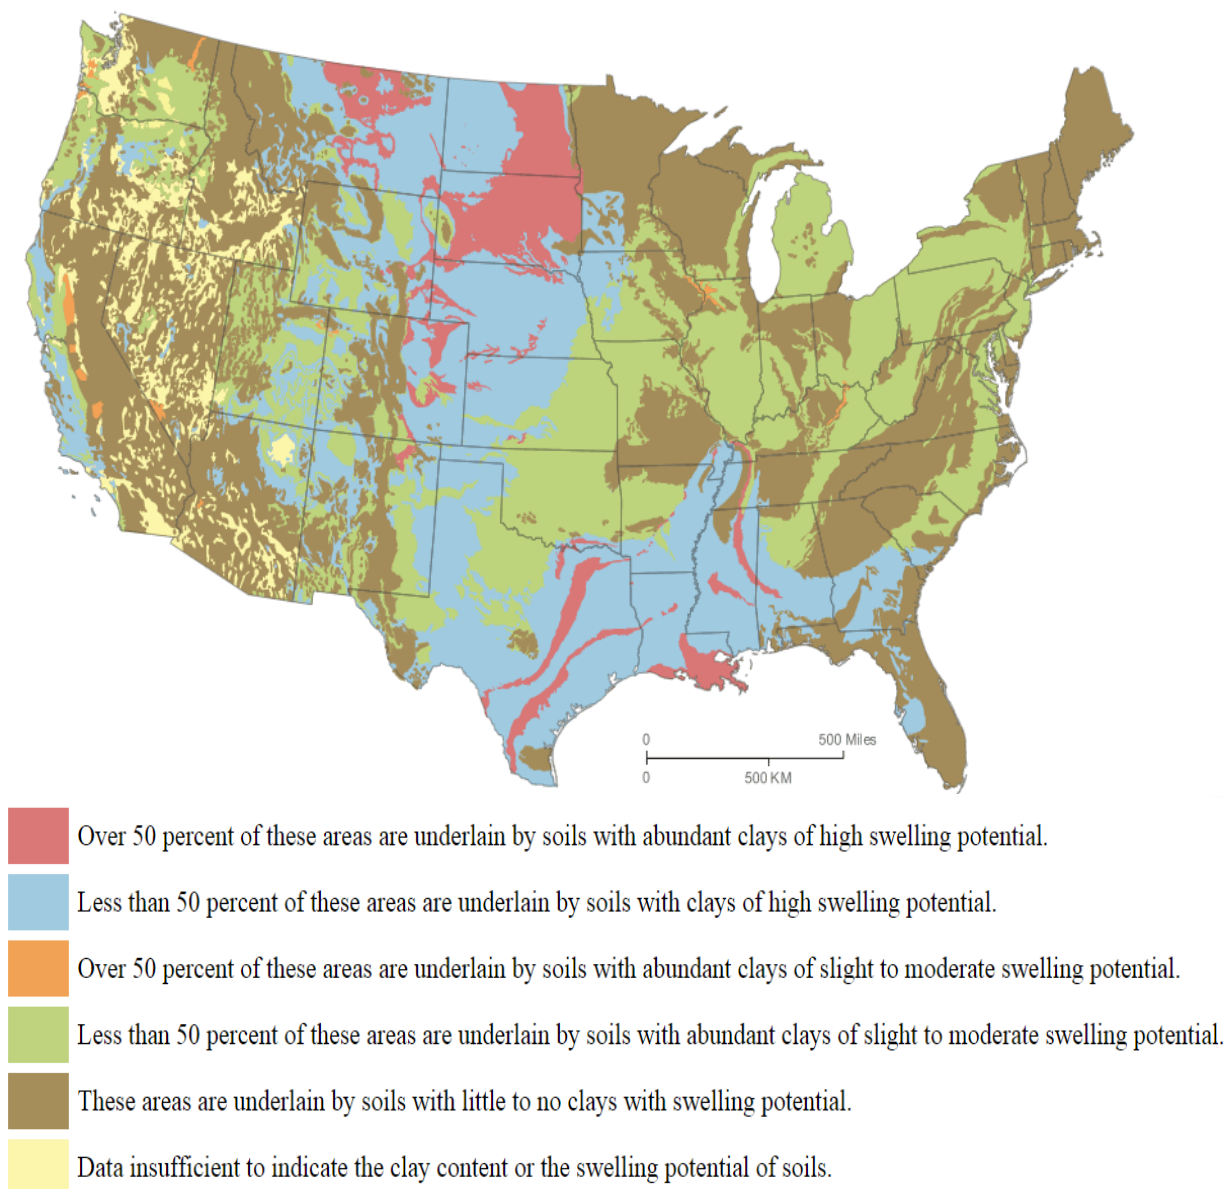 0 500 Miles
0 500 KM
Over 50 percent of these areas are underlain by soils with abundant clays of high swelling potential.
Less than 50 percent of these areas are underlain by soils with clays of high swelling potential.
Over 50 percent of these areas are underlain by soils with abundant clays of slight to moderate swelling potential.
Less than 50 percent of these areas are underlain by soils with abundant clays of slight to moderate swelling potential.
These areas are underlain by soils with little to no clays with swelling potential.
Data insufficient to indicate the clay content or the swelling potential of soils.